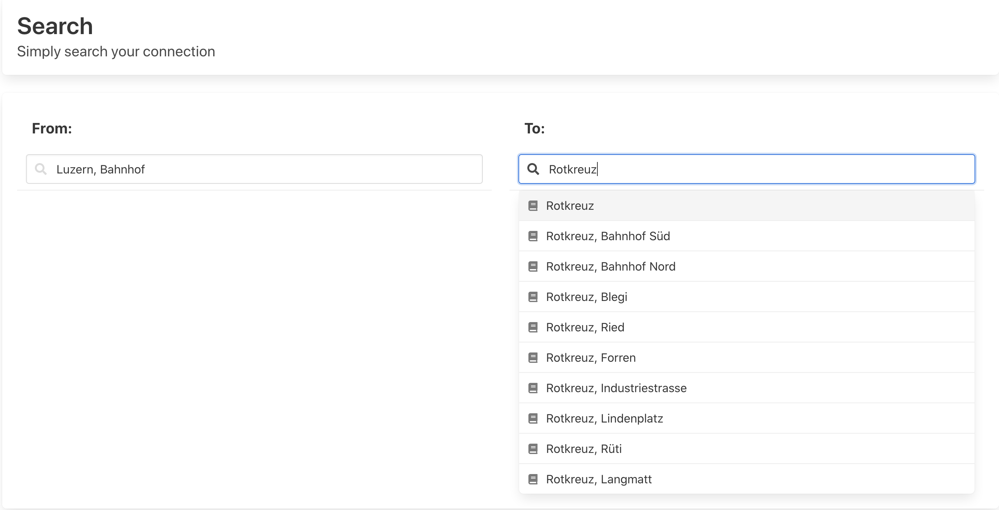 Search
Simply search your connection
From:
Luzern, Bahnhof
To:
Rotkreuz
Rotkreuz
Rotkreuz, Bahnhof Süd
Rotkreuz, Bahnhof Nord
Rotkreuz, Blegi
Rotkreuz, Ried
Rotkreuz, Forren
Rotkreuz, Industriestrasse
Rotkreuz, Lindenplatz
Rotkreuz, Rüti
Rotkreuz, Langmatt